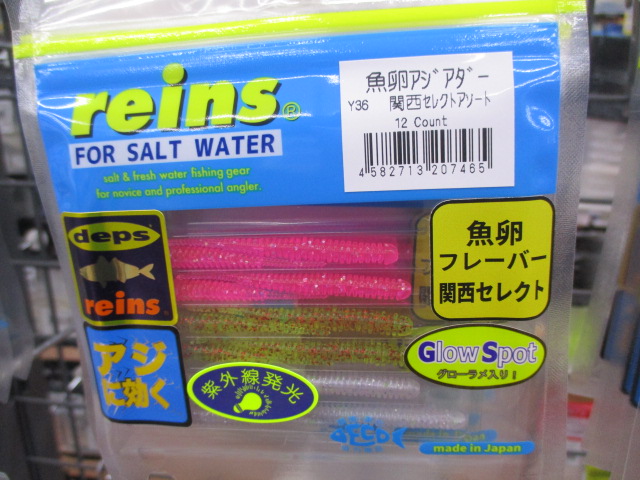 reins®
FOR SALT WATER
salt & fresh water fishing gear
for novice and professional angler.
魚卵ｱｼﾞｱﾀﾞｰ
Y36 関西ｾﾚｸﾄｱｿｰﾄ
12 Count
4 582713 207465
deps
reins
アジ
に効く
魚卵
フレーバー
関西セレクト
Glow Spot
グローラメ入り!
紫外線発光
made in Japan